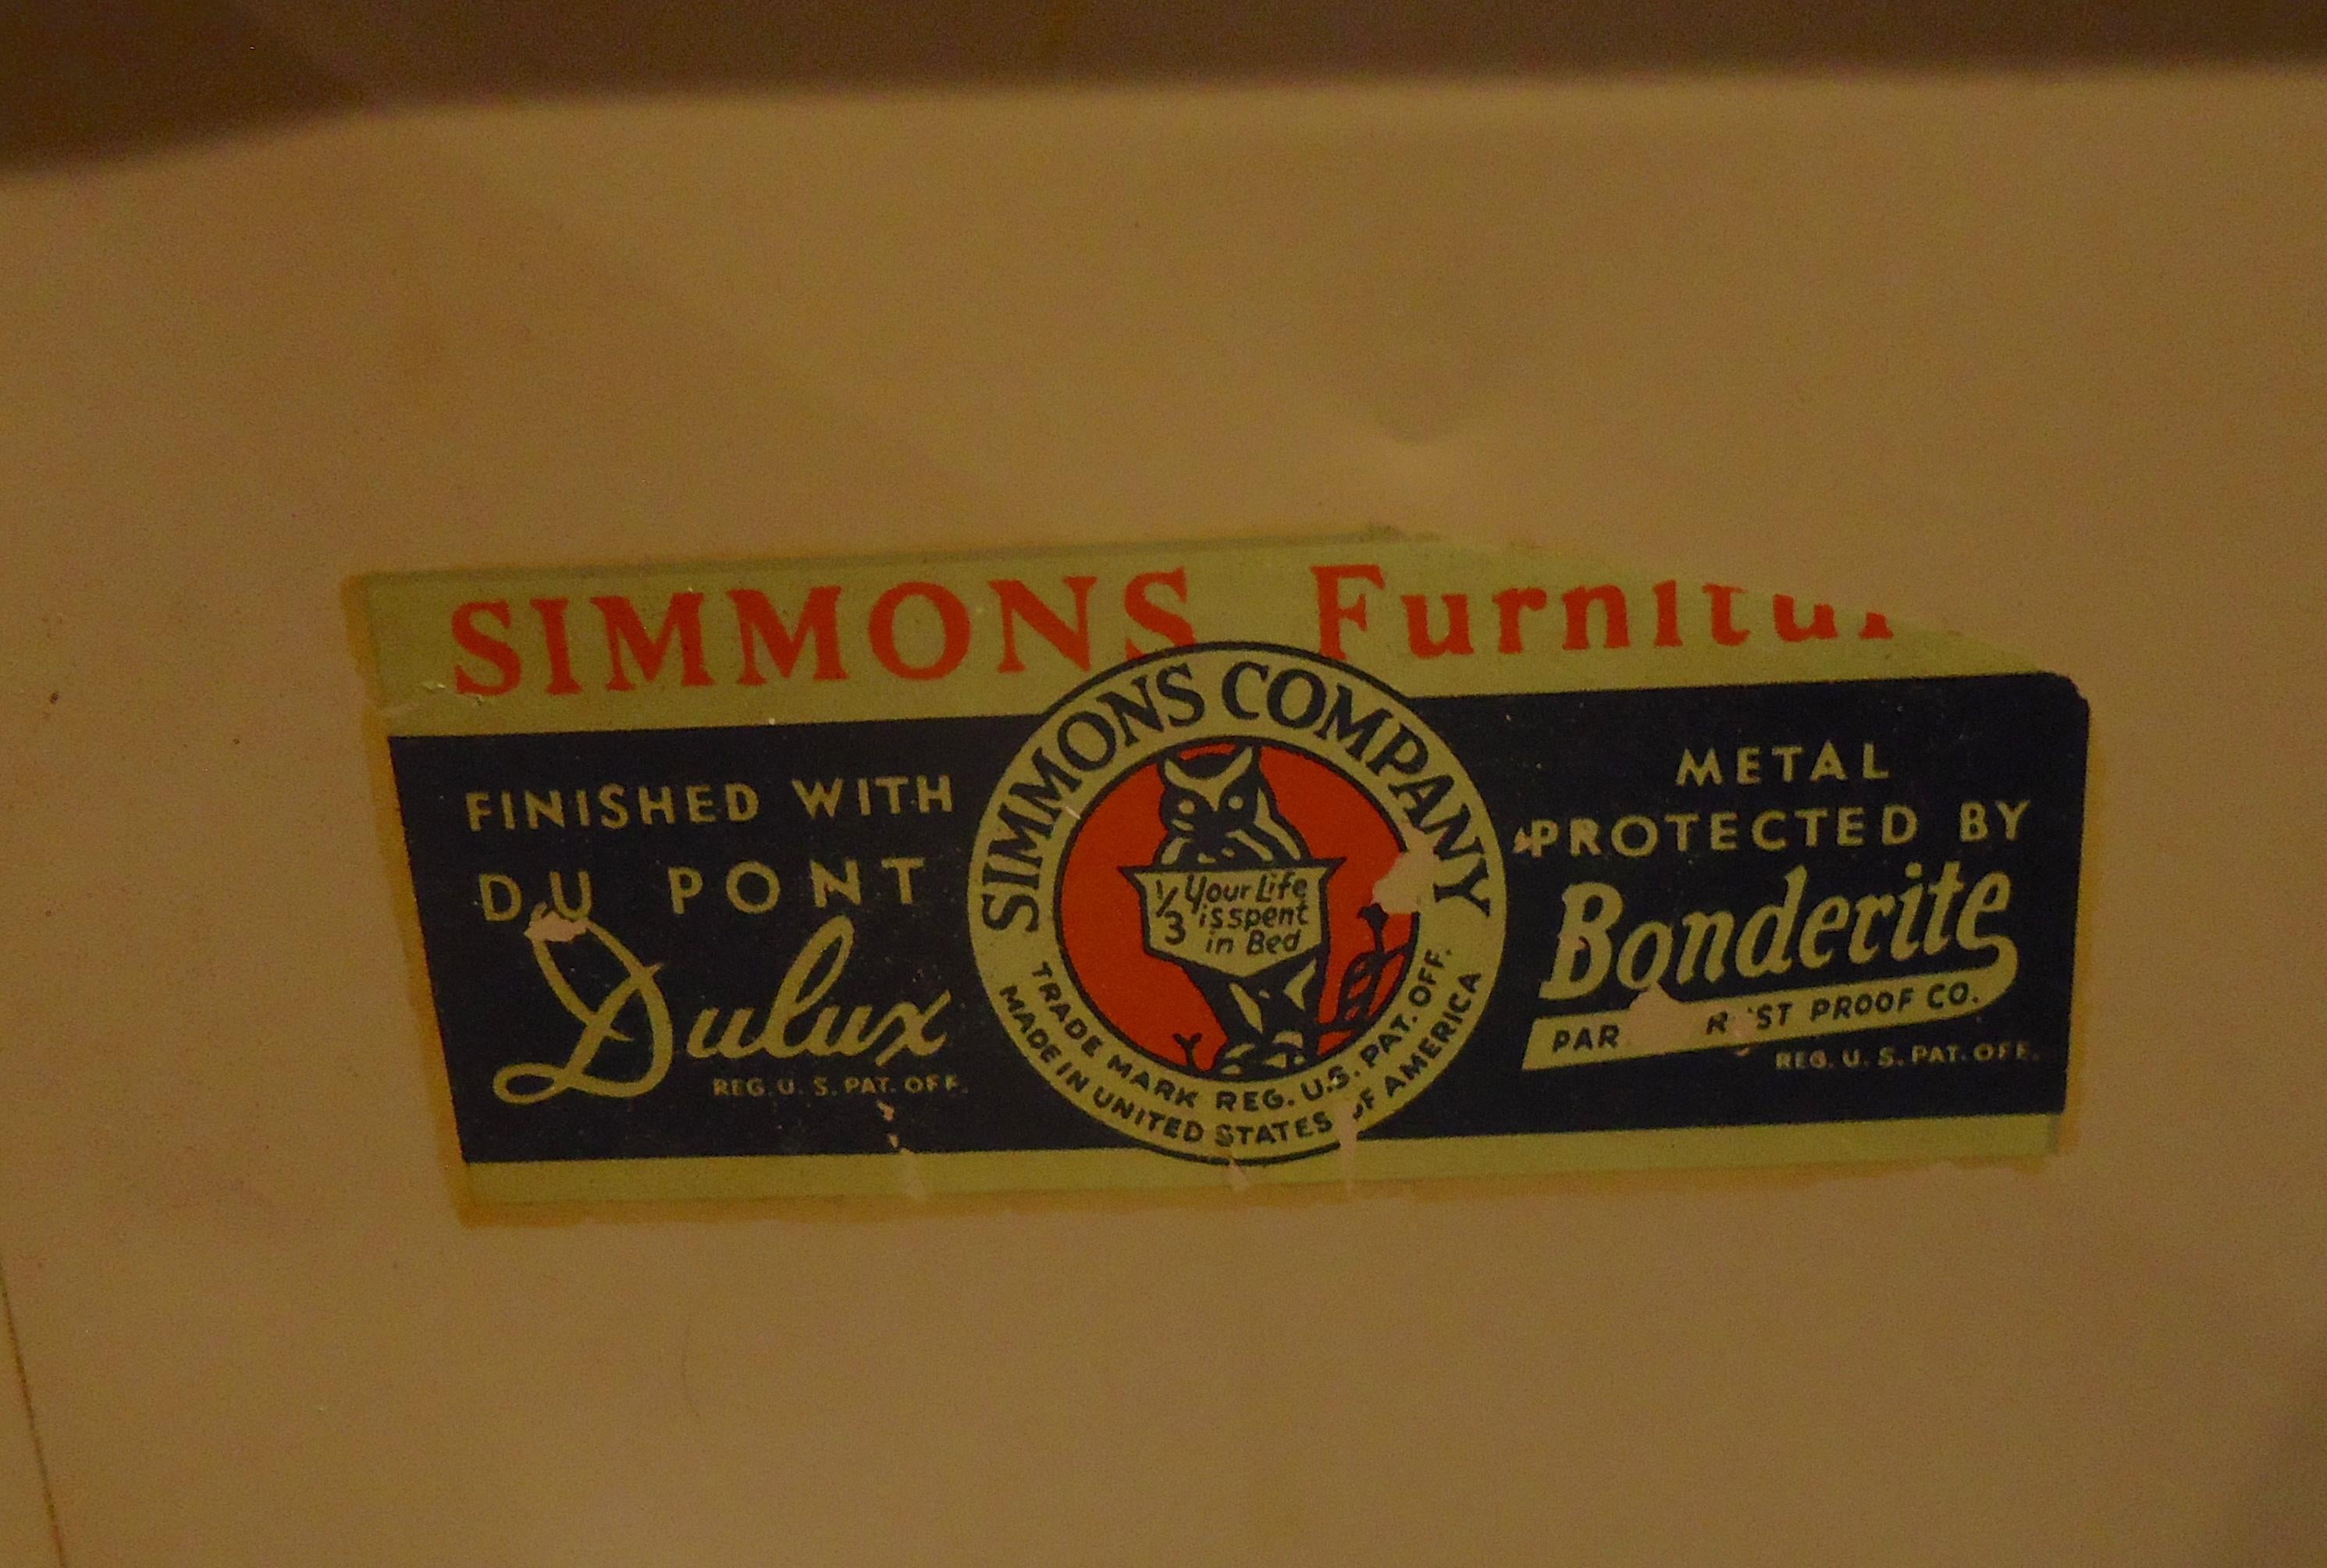 SIMMONS Furnitur
FINISHED WITH
DU PONT
Dulux
REG. U. S. PAT. OFF.
SIMMONS COMPANY
1/3 Your Life
is spent
in Bed
TRADE MARK REG. U.S. PAT. OFF.
MADE IN UNITED STATES OF AMERICA
METAL
PROTECTED BY
Bonderite
PAR R ST PROOF CO.
REG. U. S. PAT. OFF.